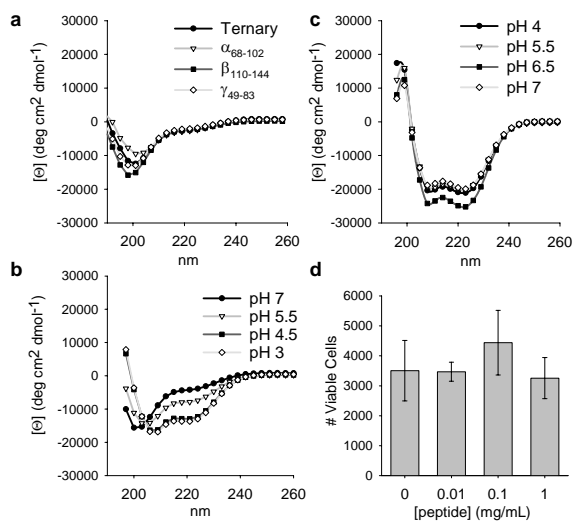 a
30000
20000
10000
0
-10000
-20000
-30000
[Θ] (deg cm2 dmol-1)
200 220 240 260
nm
Ternary
α68-102
β110-144
γ49-83
c
30000
20000
10000
0
-10000
-20000
-30000
[Θ] (deg cm2 dmol-1)
200 220 240 260
nm
pH 4
pH 5.5
pH 6.5
pH 7
b
30000
20000
10000
0
-10000
-20000
-30000
[Θ] (deg cm2 dmol-1)
200 220 240 260
nm
pH 7
pH 5.5
pH 4.5
pH 3
d
6000
5000
4000
3000
2000
1000
0
# Viable Cells
0 0.01 0.1 1
[peptide] (mg/mL)